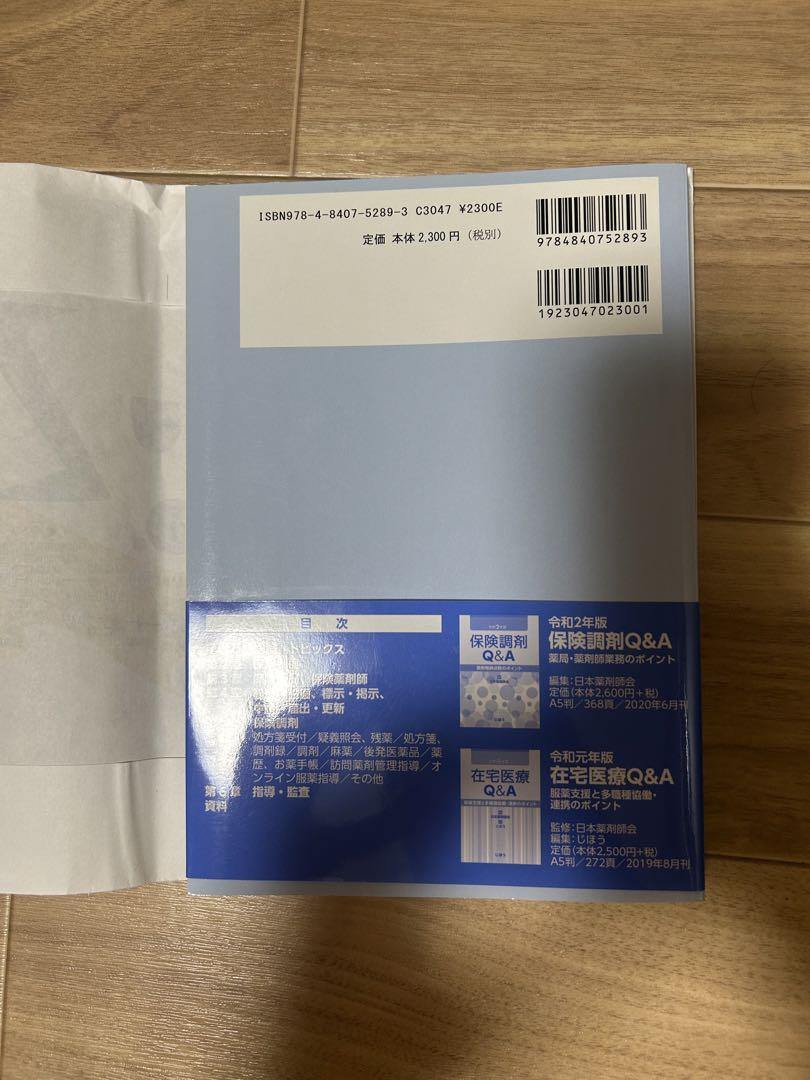 ISBN978-4-8407-5289-3 C3047 ¥2300E
定価 本体2,300円（税別）
9784840752893
1923047023001
目 次
トピックス
保険薬剤師
標示・掲示、
届出・更新
保険調剤
処方箋受付／疑義照会、残薬／処方箋、
調剤録／調剤／麻薬／後発医薬品／薬
歴、お薬手帳／訪問薬剤管理指導／オ
ンライン服薬指導／その他
第5章 指導・監査
資料
保険調剤
Q&A
令和2年版
保険調剤Q&A
薬局・薬剤師業務のポイント
編集：日本薬剤師会
定価（本体2,600円+税）
A5判／368頁／2020年6月刊
在宅医療
Q&A
じほう
令和元年版
在宅医療Q&A
服薬支援と多職種協働・
連携のポイント
監修：日本薬剤師会
編集：じほう
定価（本体2,500円+税）
A5判／272頁／2019年8月刊